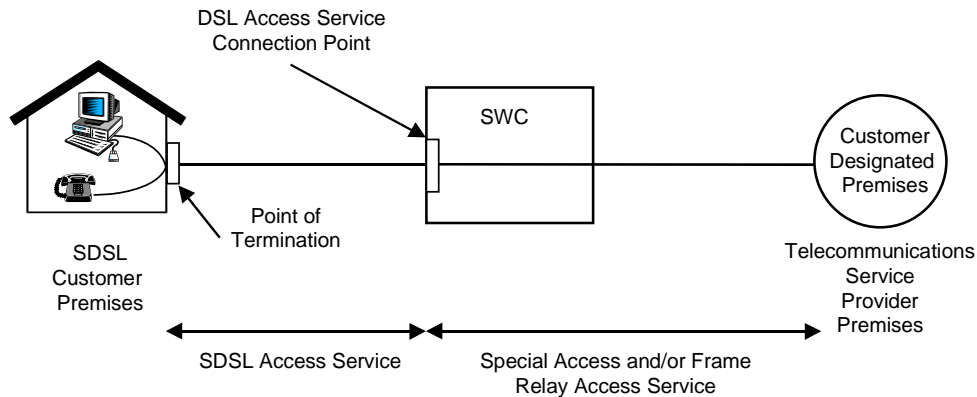 DSL Access Service
Connection Point
SWC
Customer
Designated
Premises
Point of
Termination
SDSL
Customer
Premises
Telecommunications
Service
Provider
Premises
SDSL Access Service
Special Access and/or Frame
Relay Access Service